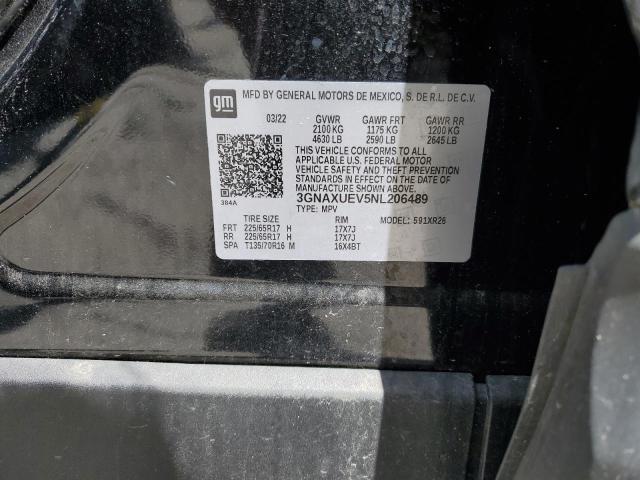 gm
MFD BY GENERAL MOTORS DE MEXICO, S. DE R.L. DE C.V.
03/22 GVWR GAWR FRT GAWR RR
2100 KG 1175 KG 1200 KG
4630 LB 2590 LB 2645 LB
THIS VEHICLE CONFORMS TO ALL
APPLICABLE U.S. FEDERAL MOTOR
VEHICLE SAFETY AND THEFT PREVENTION
STANDARDS IN EFFECT ON THE DATE OF
MANUFACTURE SHOWN ABOVE.
384A
3GNAXUEV5NL206489
TYPE: MPV
TIRE SIZE RIM MODEL: 591XR26
FRT 225/65R17 H 17X7J
RR 225/65R17 H 17X7J
SPA T135/70R16 M 16X4BT